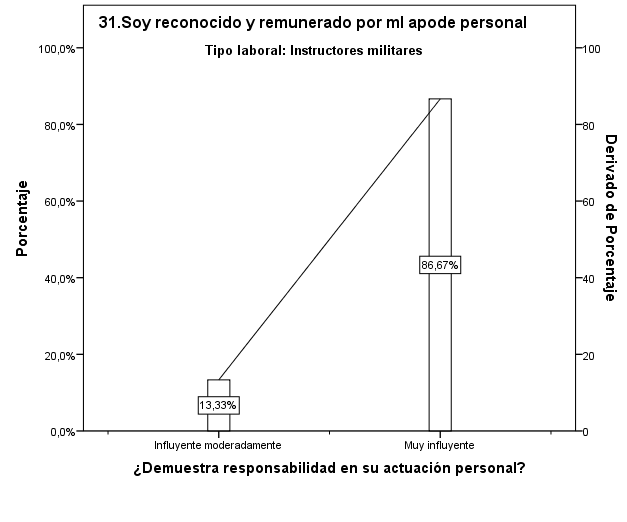 31.Soy reconocido y remunerado por ml apode personal
Tipo laboral: Instructores militares
100,0%
80,0%
60,0%
40,0%
20,0%
0,0%
Porcentaje
100
80
60
40
20
0
Derivado de Porcentaje
13,33%
86,67%
Influyente moderadamente
Muy influyente
¿Demuestra responsabilidad en su actuación personal?